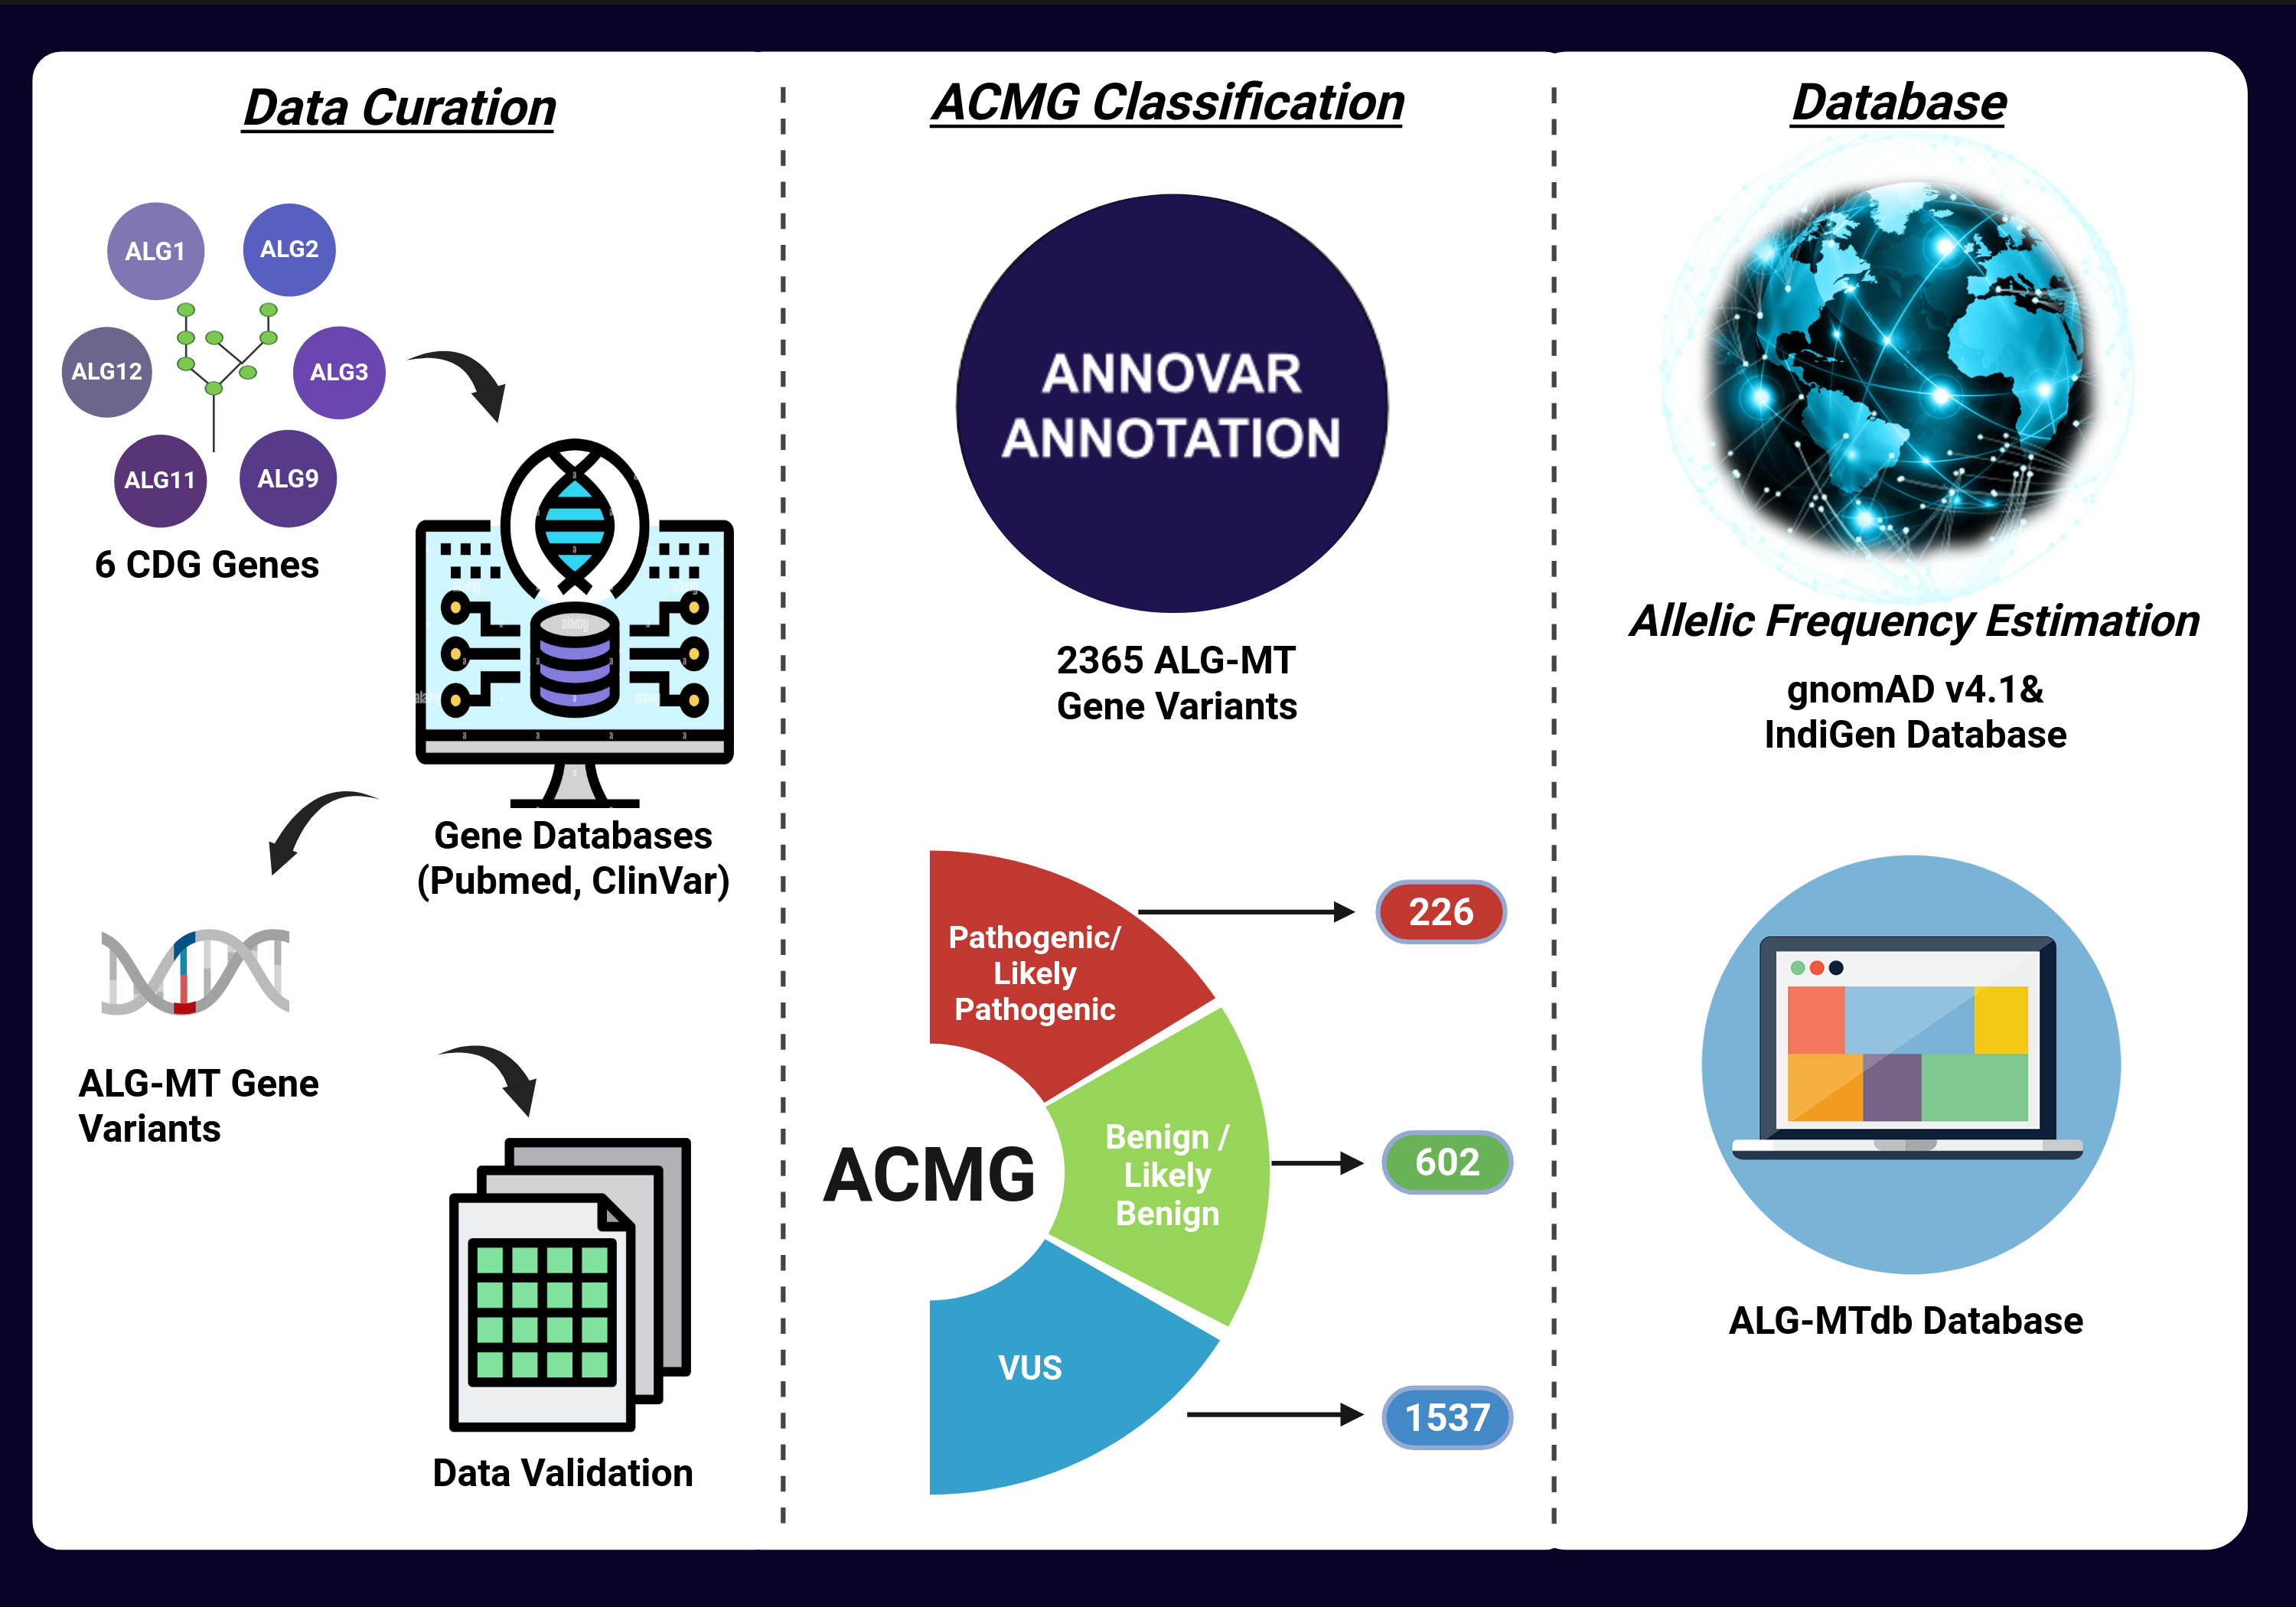 Data Curation
ALG1
ALG2
ALG12
ALG3
ALG11
ALG9
6 CDG Genes
alamy
alamy
Gene Databases
(Pubmed, ClinVar)
ALG-MT Gene
Variants
Data Validation
ACMG Classification
ANNOVAR
ANNOTATION
2365 ALG-MT
Gene Variants
Pathogenic/
Likely
Pathogenic
226
ACMG
Benign /
Likely
Benign
602
VUS
1537
Database
Allelic Frequency Estimation
gnomAD v4.1&
IndiGen Database
ALG-MTdb Database